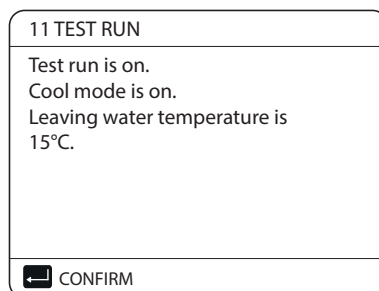 11 TEST RUN
Test run is on.
Cool mode is on.
Leaving water temperature is
15°C.
CONFIRM